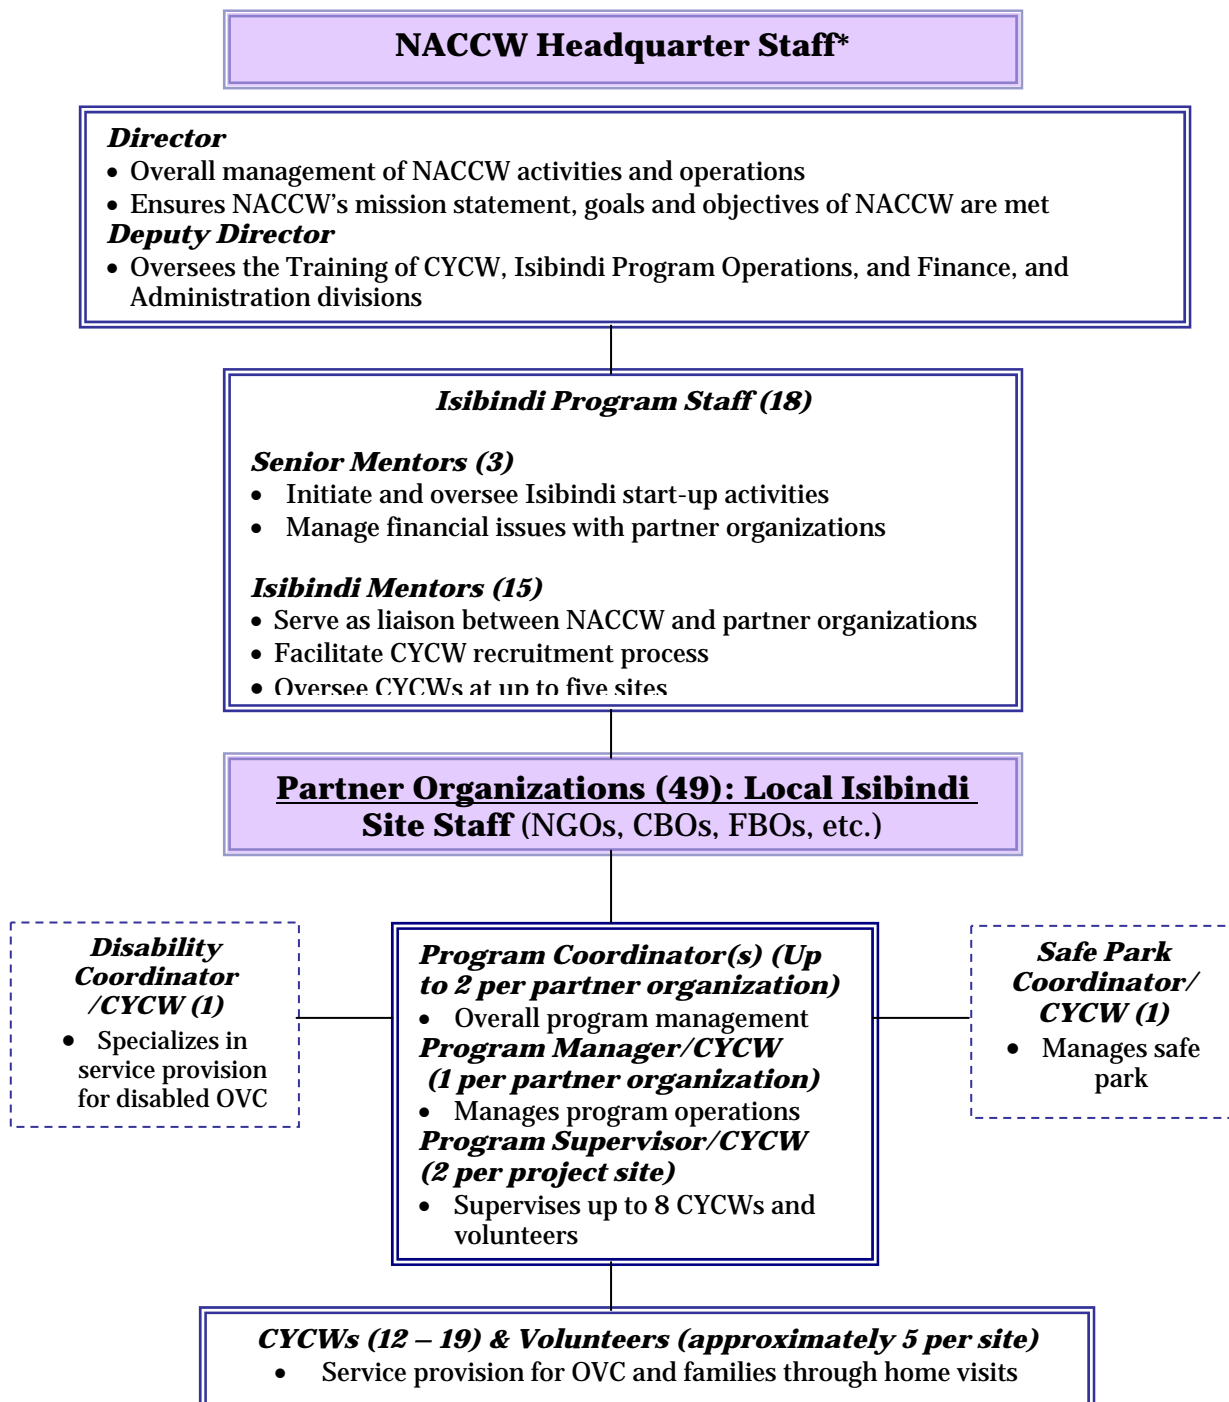 NACCW Headquarter Staff*
Director
• Overall management of NACCW activities and operations
• Ensures NACCW's mission statement, goals and objectives of NACCW are met
Deputy Director
• Oversees the Training of CYCW, Isibindi Program Operations, and Finance, and
Administration divisions
Isibindi Program Staff (18)
Senior Mentors (3)
• Initiate and oversee Isibindi start-up activities
• Manage financial issues with partner organizations
Isibindi Mentors (15)
• Serve as liaison between NACCW and partner organizations
• Facilitate CYCW recruitment process
• Oversee CYCWs at up to five sites
Partner Organizations (49): Local Isibindi
Site Staff (NGOs, CBOs, FBOs, etc.)
Disability
Coordinator
/CYCW (1)
• Specializes in
service provision
for disabled OVC
Program Coordinator(s) (Up
to 2 per partner organization)
• Overall program management
Program Manager/CYCW
(1 per partner organization)
• Manages program operations
Program Supervisor/CYCW
(2 per project site)
• Supervises up to 8 CYCWs and
volunteers
Safe Park
Coordinator/
CYCW (1)
• Manages safe
park
CYCWs (12 – 19) & Volunteers (approximately 5 per site)
• Service provision for OVC and families through home visits